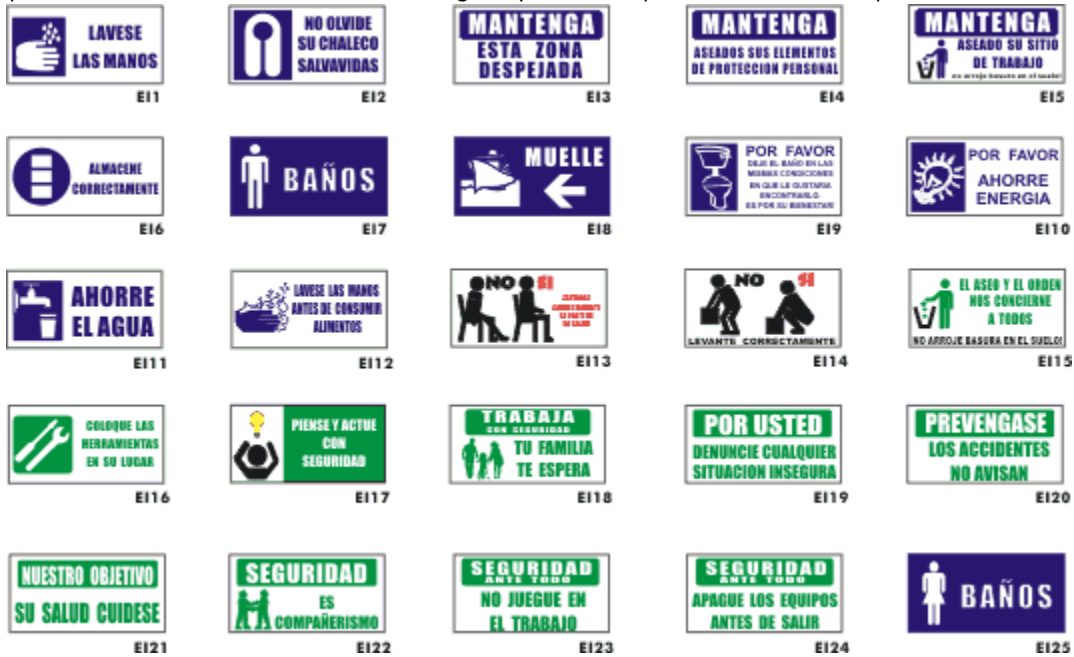 LAVESE
LAS MANOS
EI1
NO OLVIDE
SU CHALECO
SALVAVIDAS
EI2
MANTENGA
ESTA ZONA
DESPEJADA
EI3
MANTENGA
ASEADOS SUS ELEMENTOS
DE PROTECCION PERSONAL
EI4
MANTENGA
ASEADO SU SITIO
DE TRABAJO
no arroje basura en el suelo!
EI5
ALMACENE
CORRECTAMENTE
EI6
BAÑOS
EI7
MUELLE
EI8
POR FAVOR
DEJE EL BAÑO EN LAS
MISMAS CONDICIONES
EN QUE LE GUSTARIA
ENCONTRARLO
ES POR SU BIENESTAR!
EI9
POR FAVOR
AHORRE
ENERGIA
EI10
AHORRE
EL AGUA
EI11
LAVESE LAS MANOS
ANTES DE CONSUMIR
ALIMENTOS
EI12
NO SI
EI13
NO SI
LEVANTE CORRECTAMENTE
EI14
EL ASEO Y EL ORDEN
NOS CONCIERNE
A TODOS
NO ARROJE BASURA EN EL SUELO!
EI15
COLOQUE LAS
HERRAMIENTAS
EN SU LUGAR
EI16
PIENSE Y ACTUE
CON
SEGURIDAD
EI17
TRABAJA
CON SEGURIDAD
TU FAMILIA
TE ESPERA
EI18
POR USTED
DENUNCIE CUALQUIER
SITUACION INSEGURA
EI19
PREVENGASE
LOS ACCIDENTES
NO AVISAN
EI20
NUESTRO OBJETIVO
SU SALUD CUIDESE
EI21
SEGURIDAD
ES
COMPAÑERISMO
EI22
SEGURIDAD
ANTE TODO
NO JUEGUE EN
EL TRABAJO
EI23
SEGURIDAD
ANTE TODO
APAGUE LOS EQUIPOS
ANTES DE SALIR
EI24
BAÑOS
EI25